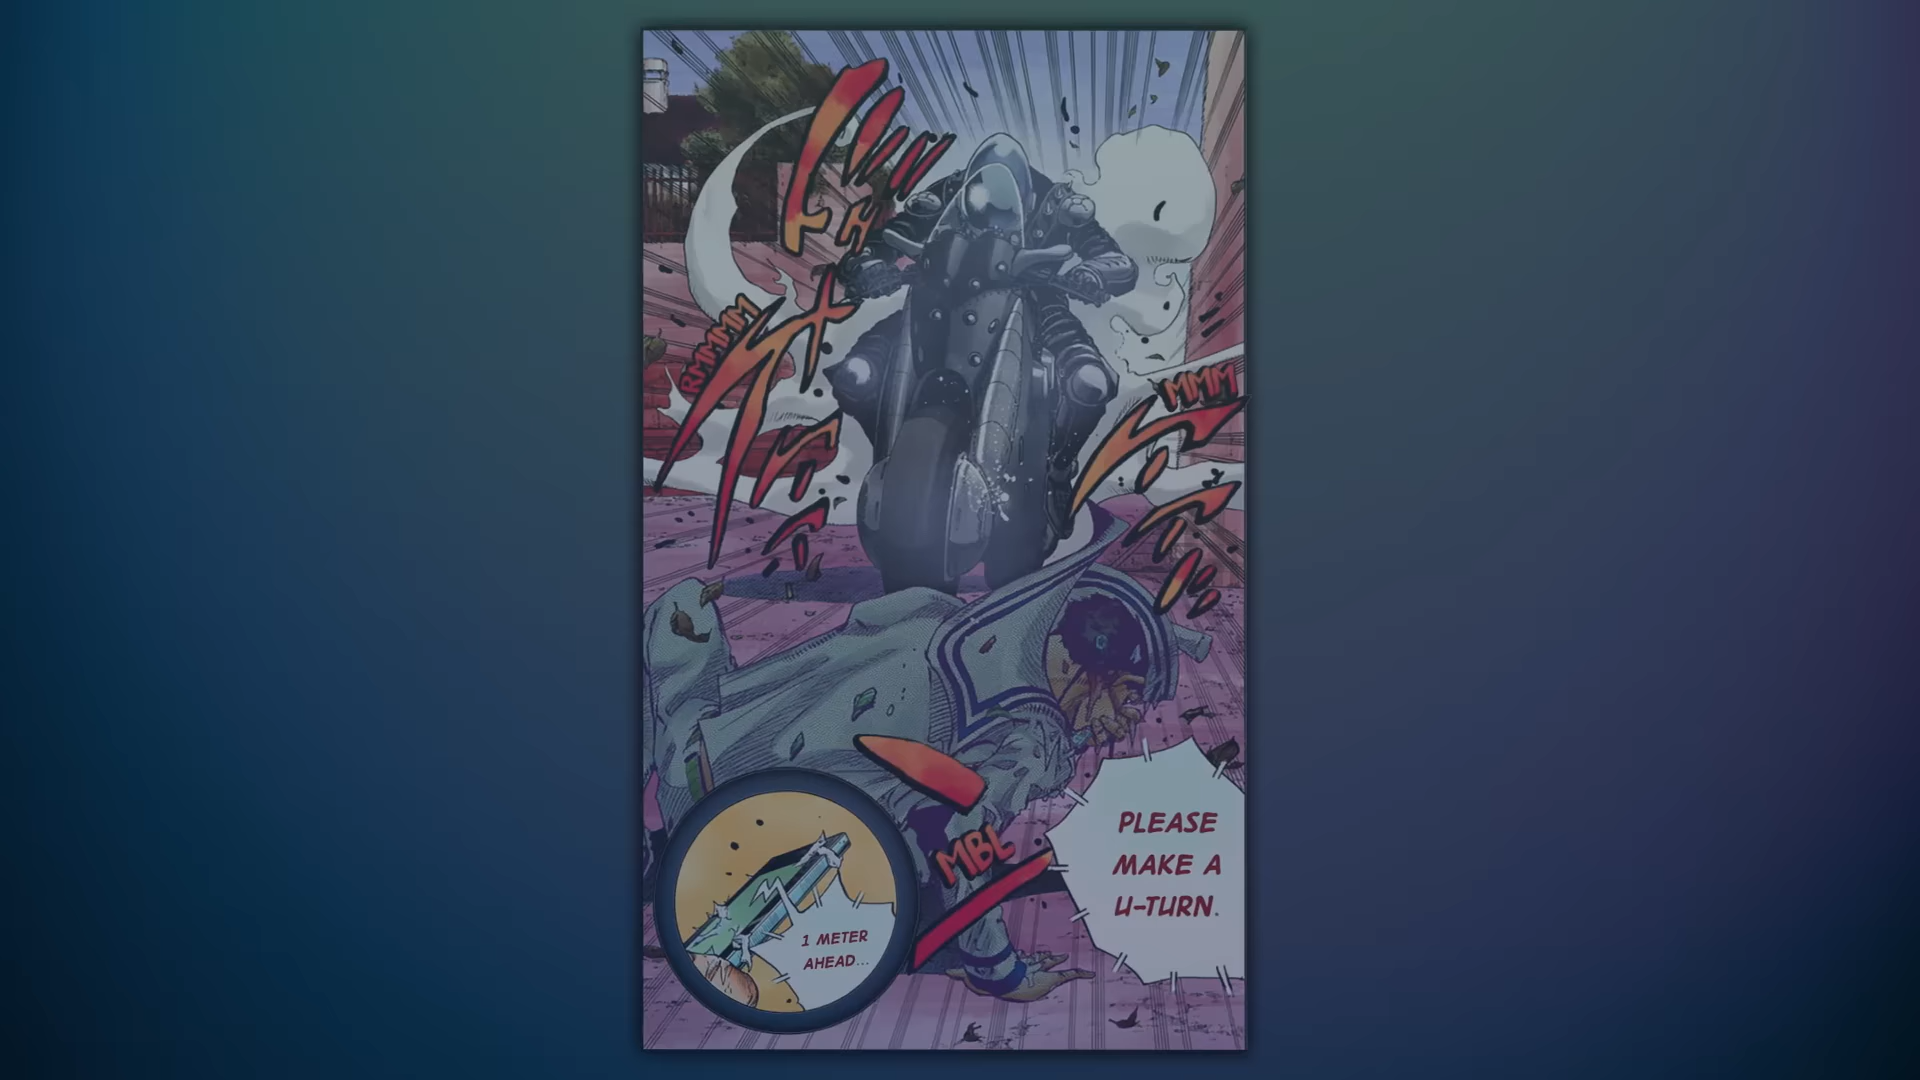 RMMMM
MMM
MBL
1 METER
AHEAD...
PLEASE
MAKE A
U-TURN.